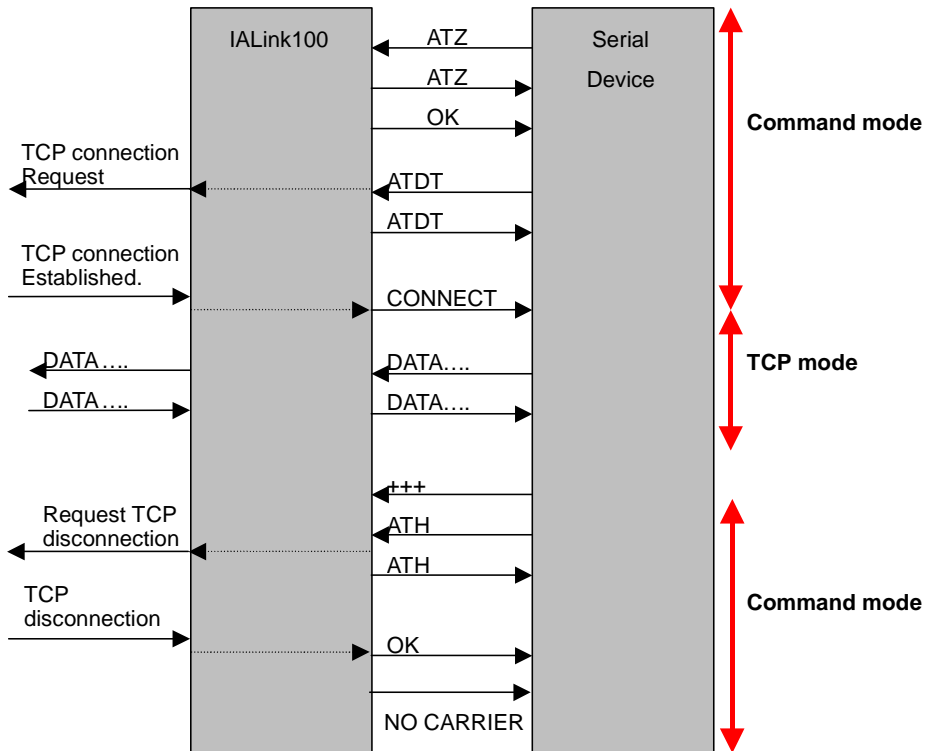 IALink100
ATZ
Serial
Device
ATZ
OK
Command mode
TCP connection
Request
ATDT
ATDT
TCP connection
Established.
CONNECT
DATA....
DATA....
TCP mode
DATA....
DATA....
+++
Request TCP
disconnection
ATH
ATH
TCP
disconnection
Command mode
OK
NO CARRIER